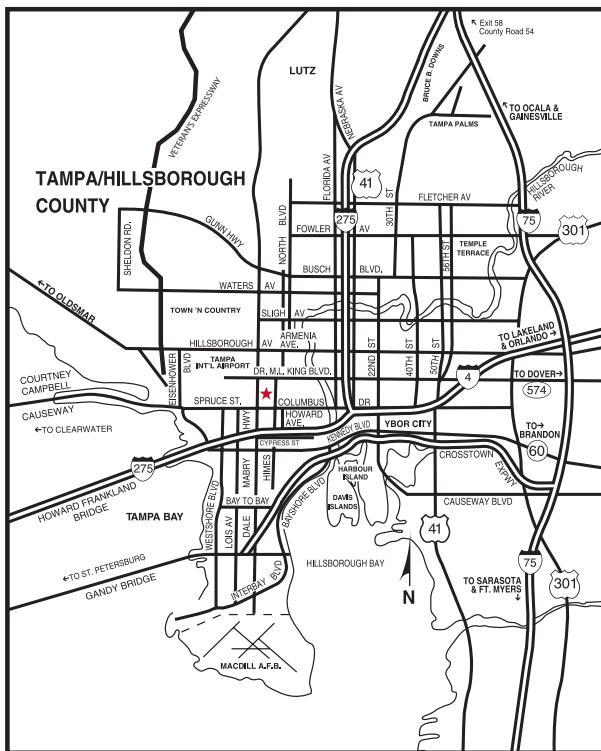 Exit 58
County Road 54
LUTZ
BRUCE B. DOWNS
NEBRASKA AV
VETERAN'S EXPRESSWAY
TO OCALA &
GAINESVILLE
TAMPA PALMS
TAMPA/HILLSBOROUGH
COUNTY
FLORIDA AV
41
30TH ST
HILLSBOROUGH
RIVER
FLETCHER AV
SHELDON RD.
GUNN HWY
NORTH BLVD
275
75
301
FOWLER AV
56TH ST
TEMPLE
TERRACE
BUSCH BLVD.
WATERS AV
←TO OLDSMAR
TOWN 'N COUNTRY
SLIGH AV
ARMENIA
AVE.
HILLSBOROUGH AV
22ND ST
40TH ST
50TH ST
TO LAKELAND
& ORLANDO→
EISENHOWER
BLVD
TAMPA
INT'L AIRPORT
DR. M.L. KING BLVD.
4
TO DOVER→
574
COURTNEY
CAMPBELL
CAUSEWAY
SPRUCE ST.
COLUMBUS DR
HOWARD
AVE.
←TO CLEARWATER
CYPRESS ST
KENNEDY BLVD
YBOR CITY
TO→
BRANDON
60
CROSSTOWN
EXPWY
275
HOWARD FRANKLAND
BRIDGE
DALE MABRY HWY
HIMES
HARBOUR
ISLAND
DAVIS
ISLANDS
BAYSHORE BLVD
BAY TO BAY
CAUSEWAY BLVD
TAMPA BAY
WESTSHORE BLVD
LOIS AV
41
←TO ST. PETERSBURG
GANDY BRIDGE
HILLSBOROUGH BAY
INTERBAY
BLVD
N
75
301
TO SARASOTA
& FT. MYERS
↓
MACDILL A.F.B.